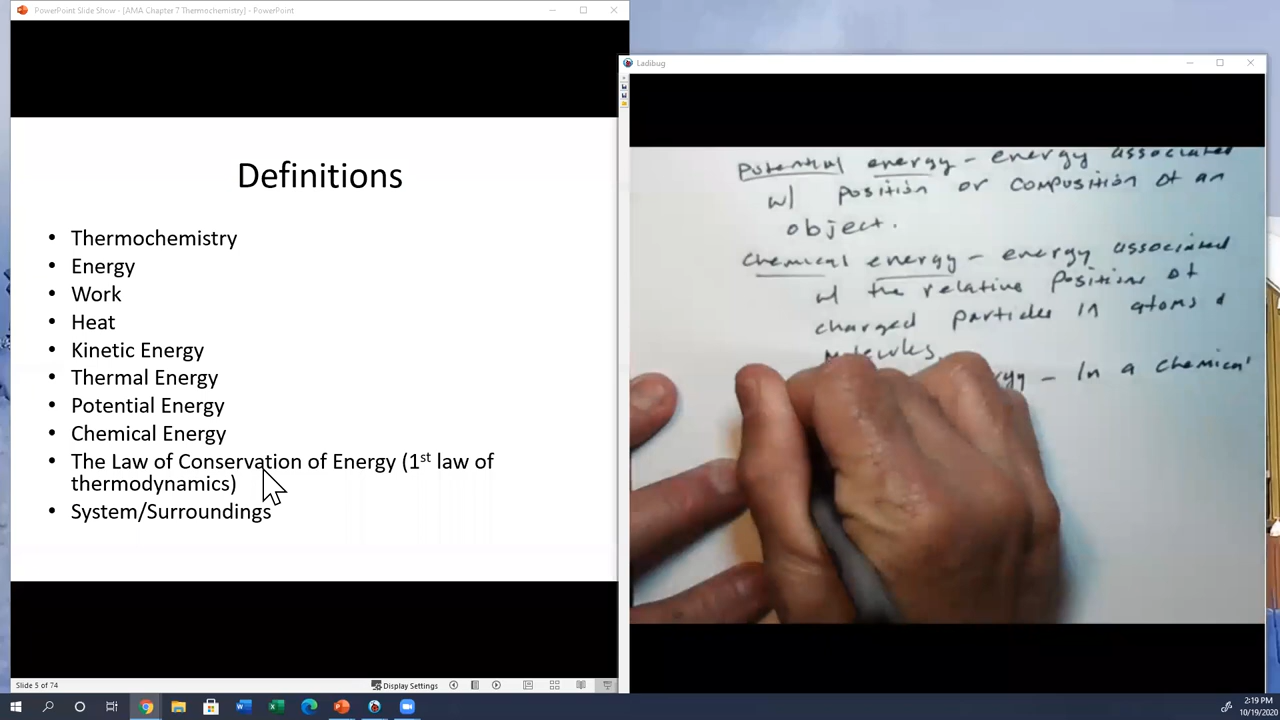 PowerPoint Slide Show - [AMA Chapter 7 Thermochemistry] - PowerPoint
Definitions
• Thermochemistry
• Energy
• Work
• Heat
• Kinetic Energy
• Thermal Energy
• Potential Energy
• Chemical Energy
• The Law of Conservation of Energy (1st law of
thermodynamics)
• System/Surroundings
Slide 5 of 74
Display Settings
Ladibug
Potential energy - energy associated
w/ position or composition of an
object.
Chemical energy - energy associated
w/ the relative positions of
charged particles in atoms &
molecules.
- In a chemical
2:19 PM
10/19/2020